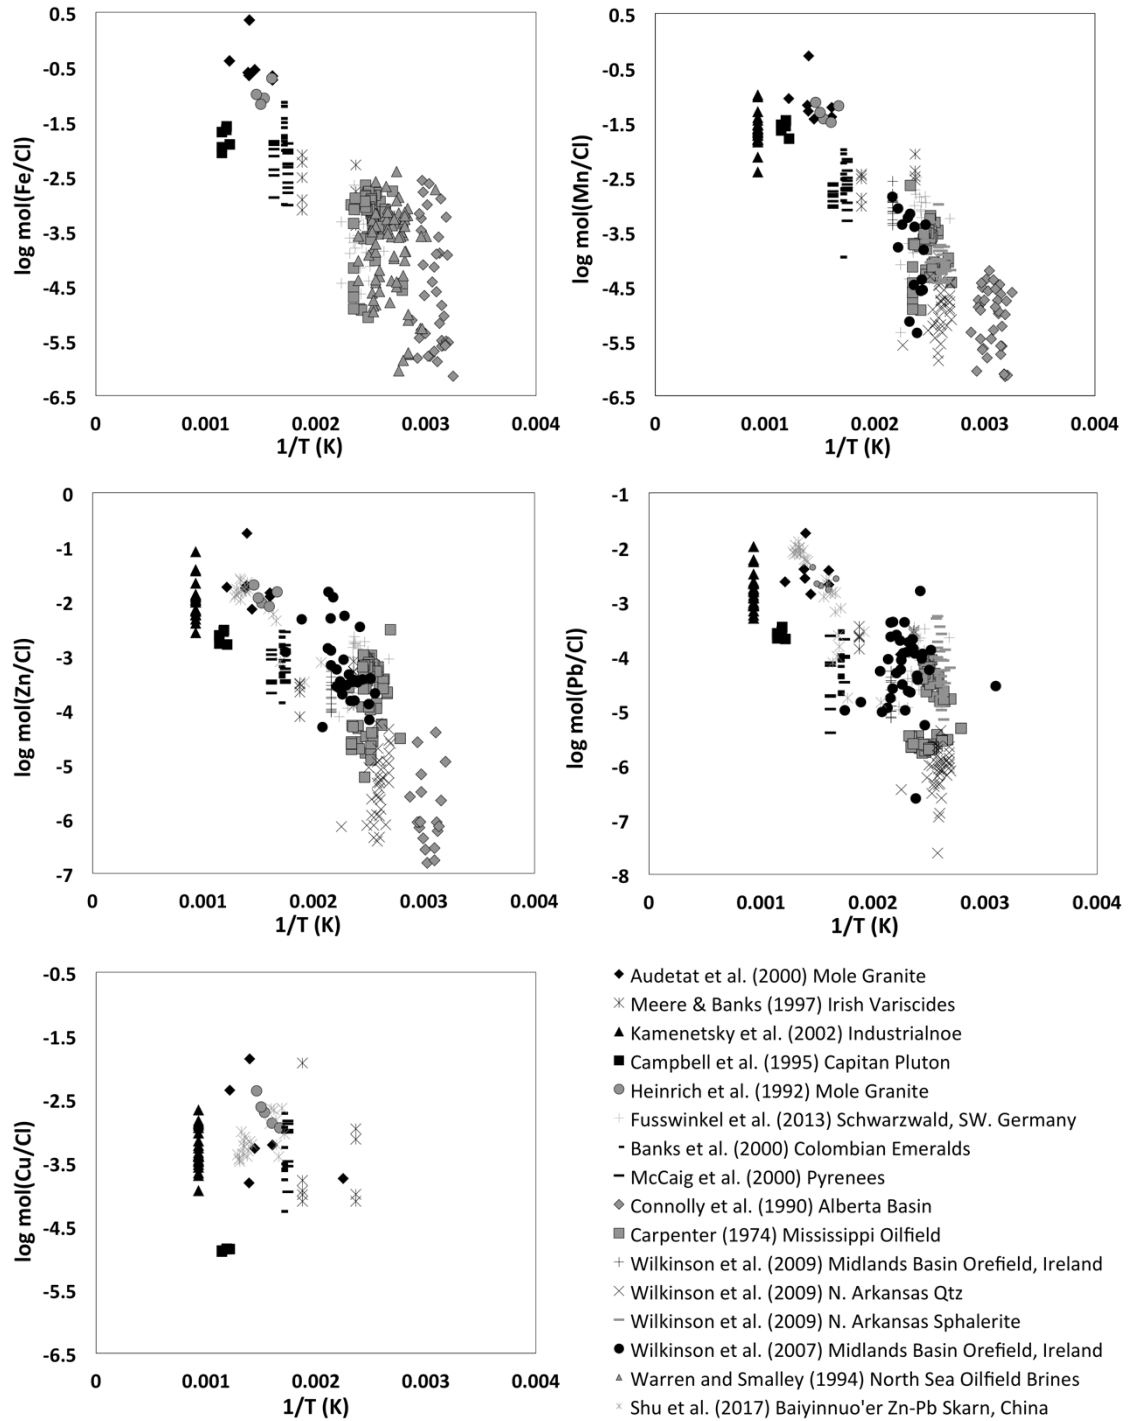 0.5
-0.5
-1.5
-2.5
-3.5
-4.5
-5.5
-6.5
log mol(Fe/Cl)
0 0.001 0.002 0.003 0.004
1/T (K)
0.5
-0.5
-1.5
-2.5
-3.5
-4.5
-5.5
-6.5
log mol(Mn/Cl)
0 0.001 0.002 0.003 0.004
1/T (K)
0
-1
-2
-3
-4
-5
-6
-7
log mol(Zn/Cl)
0 0.001 0.002 0.003 0.004
1/T (K)
-1
-2
-3
-4
-5
-6
-7
-8
log mol(Pb/Cl)
0 0.001 0.002 0.003 0.004
1/T (K)
-0.5
-1.5
-2.5
-3.5
-4.5
-5.5
-6.5
log mol(Cu/Cl)
0 0.001 0.002 0.003 0.004
1/T (K)
Audetat et al. (2000) Mole Granite
Meere & Banks (1997) Irish Variscides
Kamenetsky et al. (2002) Industrialnoe
Campbell et al. (1995) Capitan Pluton
Heinrich et al. (1992) Mole Granite
Fusswinkel et al. (2013) Schwarzwald, SW. Germany
Banks et al. (2000) Colombian Emeralds
McCaig et al. (2000) Pyrenees
Connolly et al. (1990) Alberta Basin
Carpenter (1974) Mississippi Oilfield
Wilkinson et al. (2009) Midlands Basin Orefield, Ireland
Wilkinson et al. (2009) N. Arkansas Qtz
Wilkinson et al. (2009) N. Arkansas Sphalerite
Wilkinson et al. (2007) Midlands Basin Orefield, Ireland
Warren and Smalley (1994) North Sea Oilfield Brines
Shu et al. (2017) Baiyinnuo'er Zn-Pb Skarn, China